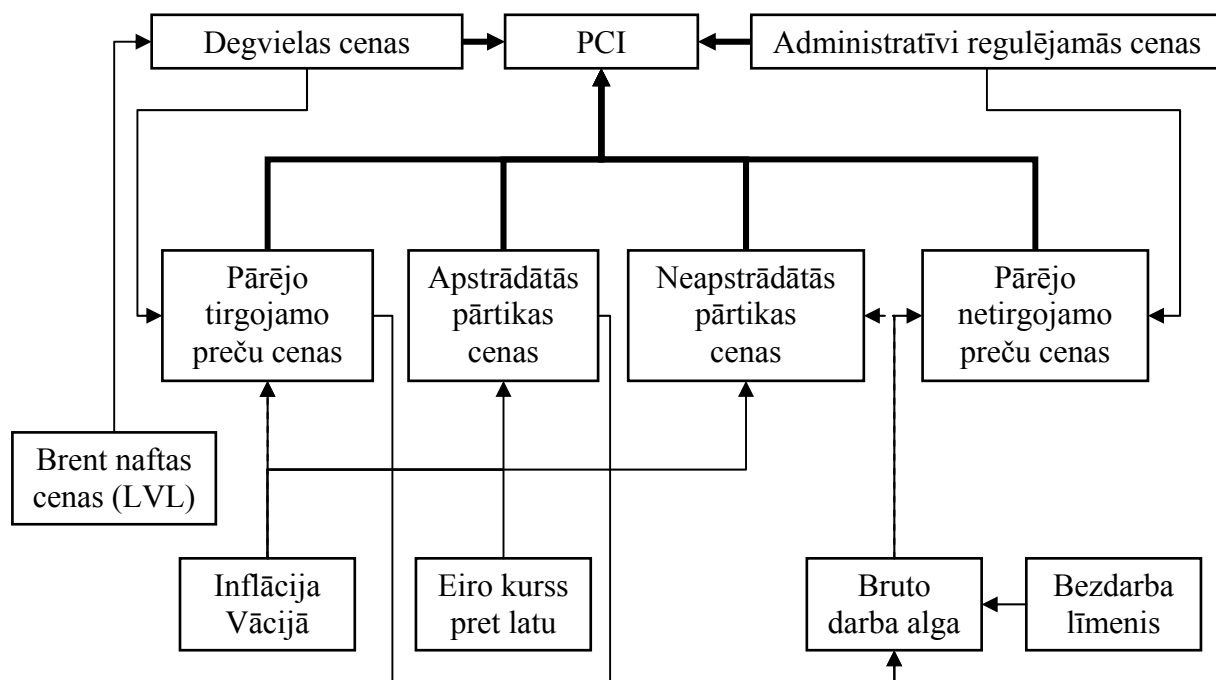 Degvielas cenas
PCI
Administratīvi regulējamās cenas
Pārējo
tirgojamo
preču cenas
Apstrādātās
pārtikas
cenas
Neapstrādātās
pārtikas
cenas
Pārējo
netirgojamo
preču cenas
Brent naftas
cenas (LVL)
Inflācija
Vācijā
Eiro kurss
pret latu
Bruto
darba alga
Bezdarba
līmenis